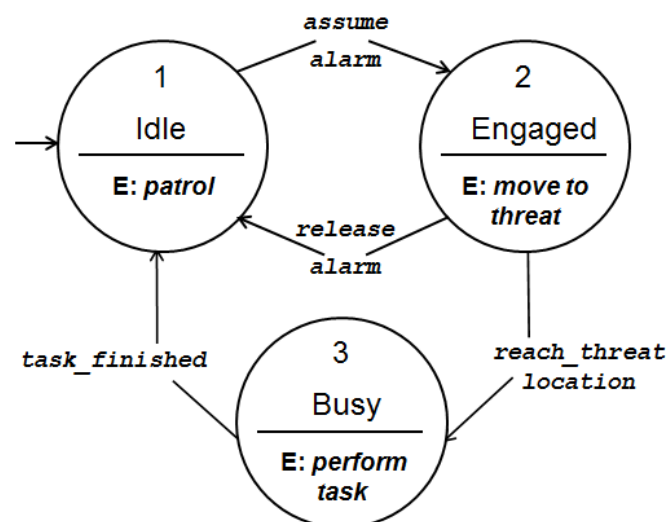 assume
alarm
1
Idle
E: patrol
2
Engaged
E: move to
threat
release
alarm
task_finished
reach_threat
location
3
Busy
E: perform
task